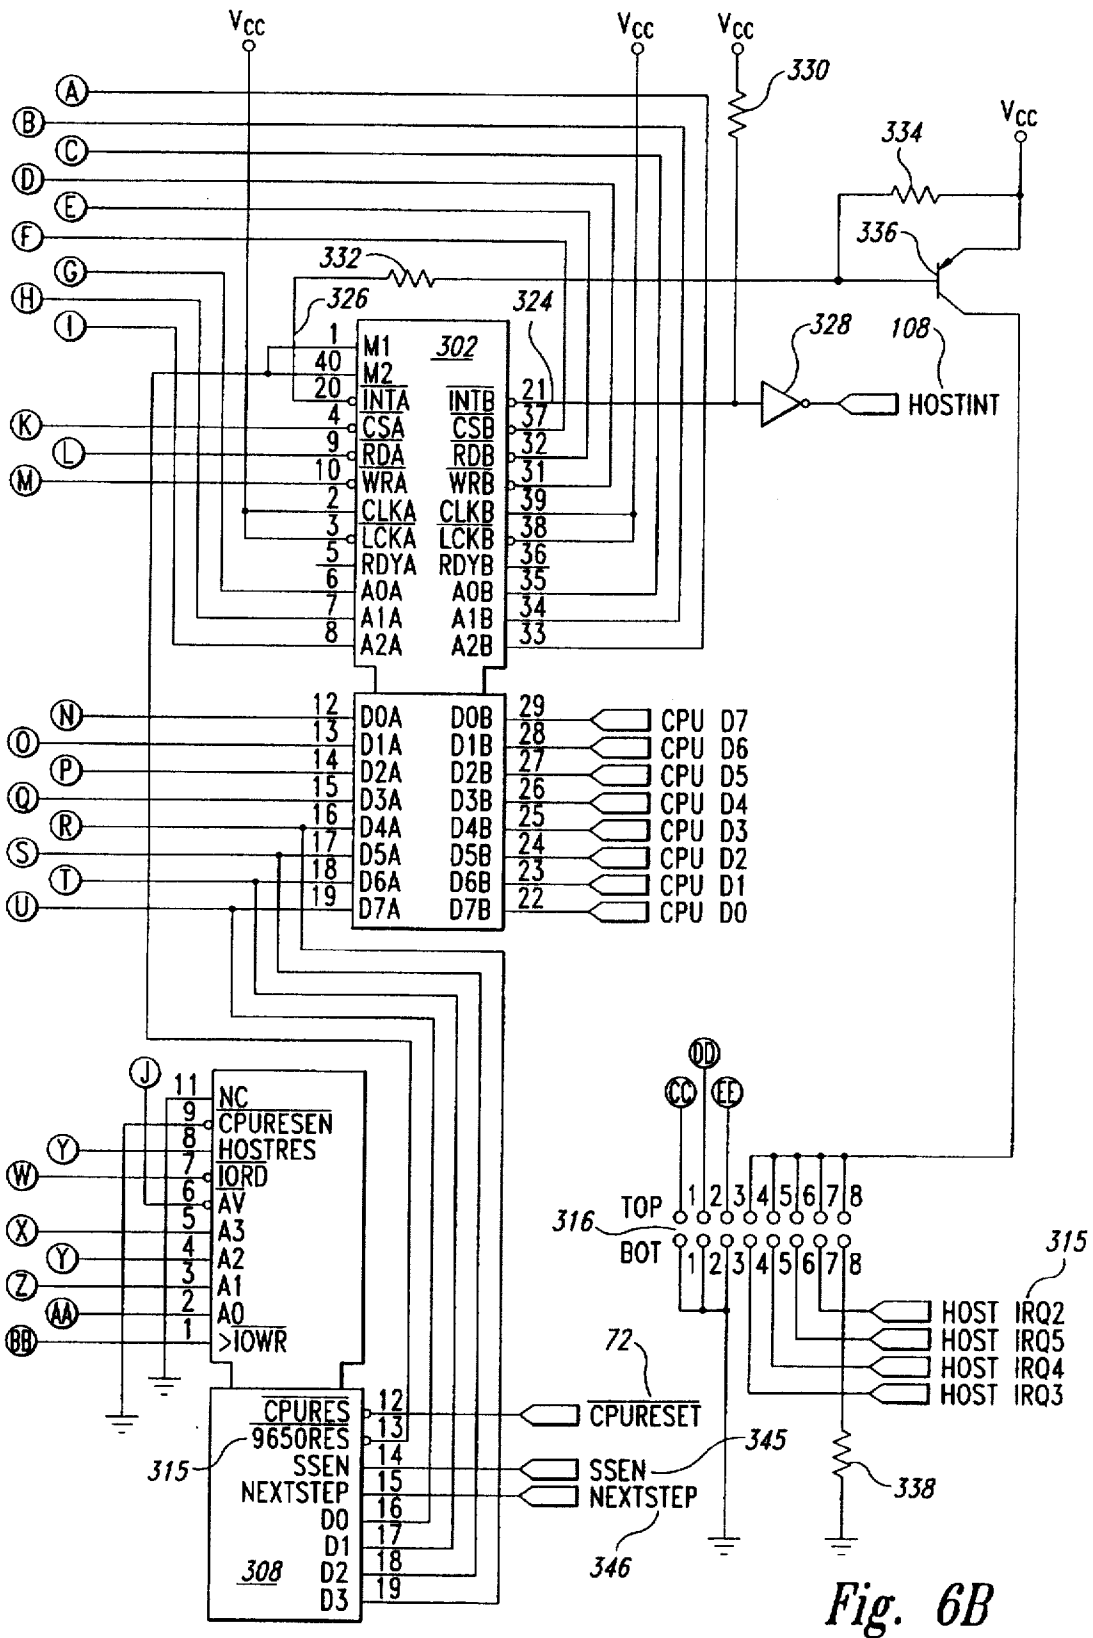 VCC VCC VCC
330
A
B
C
D
E
F
G
H
I
334
VCC
336
332
326
324
328
108
302
1 M1
40 M2
20 INTA INTB 21
HOSTINT
K 4 CSA CSB 37
L 9 RDA RDB 32
M 10 WRA WRB 31
2 CLKA CLKB 39
3 LCKA LCKB 38
5 RDYA RDYB 36
6 A0A A0B 35
7 A1A A1B 34
8 A2A A2B 33
N 12 D0A D0B 29 CPU D7
O 13 D1A D1B 28 CPU D6
P 14 D2A D2B 27 CPU D5
Q 15 D3A D3B 26 CPU D4
R 16 D4A D4B 25 CPU D3
S 17 D5A D5B 24 CPU D2
T 18 D6A D6B 23 CPU D1
U 19 D7A D7B 22 CPU D0
J
11 NC
9 CPURESEN
Y 8 HOSTRES
W 7 IORD
6 AV
X 5 A3
Y 4 A2
Z 3 A1
AA 2 A0
BB 1 >IOWR
CC DD EE
TOP 1 2 3 4 5 6 7 8
316
BOT 1 2 3 4 5 6 7 8
315
HOST IRQ2
HOST IRQ5
HOST IRQ4
HOST IRQ3
72
CPURES 12 CPURESET
315 9650RES 13
SSEN 14 SSEN 345
NEXTSTEP 15 NEXTSTEP
D0 16
D1 17
D2 18
D3 19
308
346
338
Fig. 6B